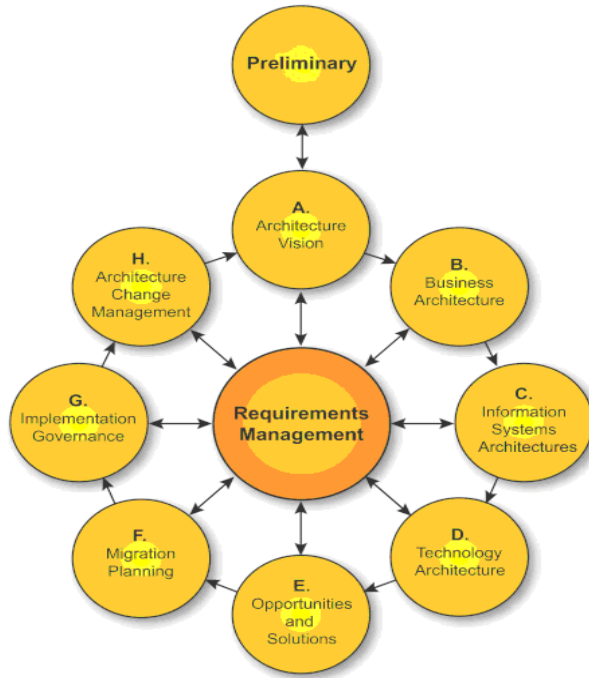 Preliminary
A.
Architecture
Vision
B.
Business
Architecture
C.
Information
Systems
Architectures
D.
Technology
Architecture
E.
Opportunities
and
Solutions
F.
Migration
Planning
G.
Implementation
Governance
H.
Architecture
Change
Management
Requirements
Management